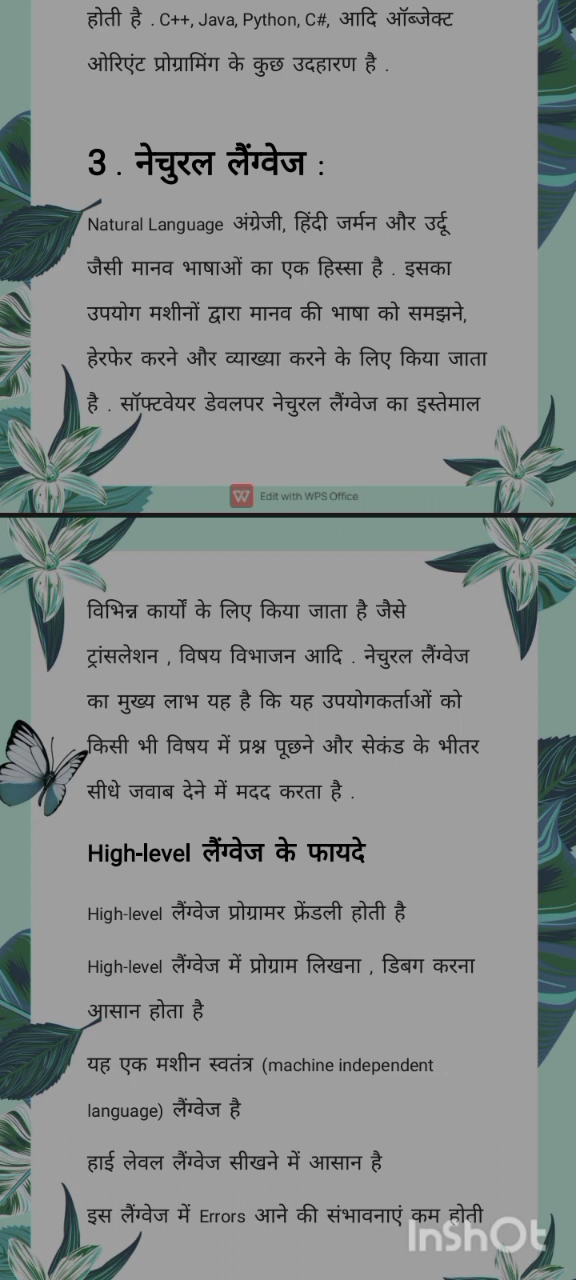 होती है . C++, Java, Python, C#, आदि ऑब्जेक्ट
ओरिएंट प्रोग्रामिंग के कुछ उदहारण है .
3 . नेचुरल लैंग्वेज :
Natural Language अंग्रेजी, हिंदी जर्मन और उर्दू
जैसी मानव भाषाओं का एक हिस्सा है . इसका
उपयोग मशीनों द्वारा मानव की भाषा को समझने,
हेरफेर करने और व्याख्या करने के लिए किया जाता
है . सॉफ्टवेयर डेवलपर नेचुरल लैंग्वेज का इस्तेमाल
W Edit with WPS Office
विभिन्न कार्यों के लिए किया जाता है जैसे
ट्रांसलेशन , विषय विभाजन आदि . नेचुरल लैंग्वेज
का मुख्य लाभ यह है कि यह उपयोगकर्ताओं को
किसी भी विषय में प्रश्न पूछने और सेकंड के भीतर
सीधे जवाब देने में मदद करता है .
High-level लैंग्वेज के फायदे
High-level लैंग्वेज प्रोग्रामर फ्रेंडली होती है
High-level लैंग्वेज में प्रोग्राम लिखना , डिबग करना
आसान होता है
यह एक मशीन स्वतंत्र (machine independent
language) लैंग्वेज है
हाई लेवल लैंग्वेज सीखने में आसान है
इस लैंग्वेज में Errors आने की संभावनाएं कम होती
InShOt